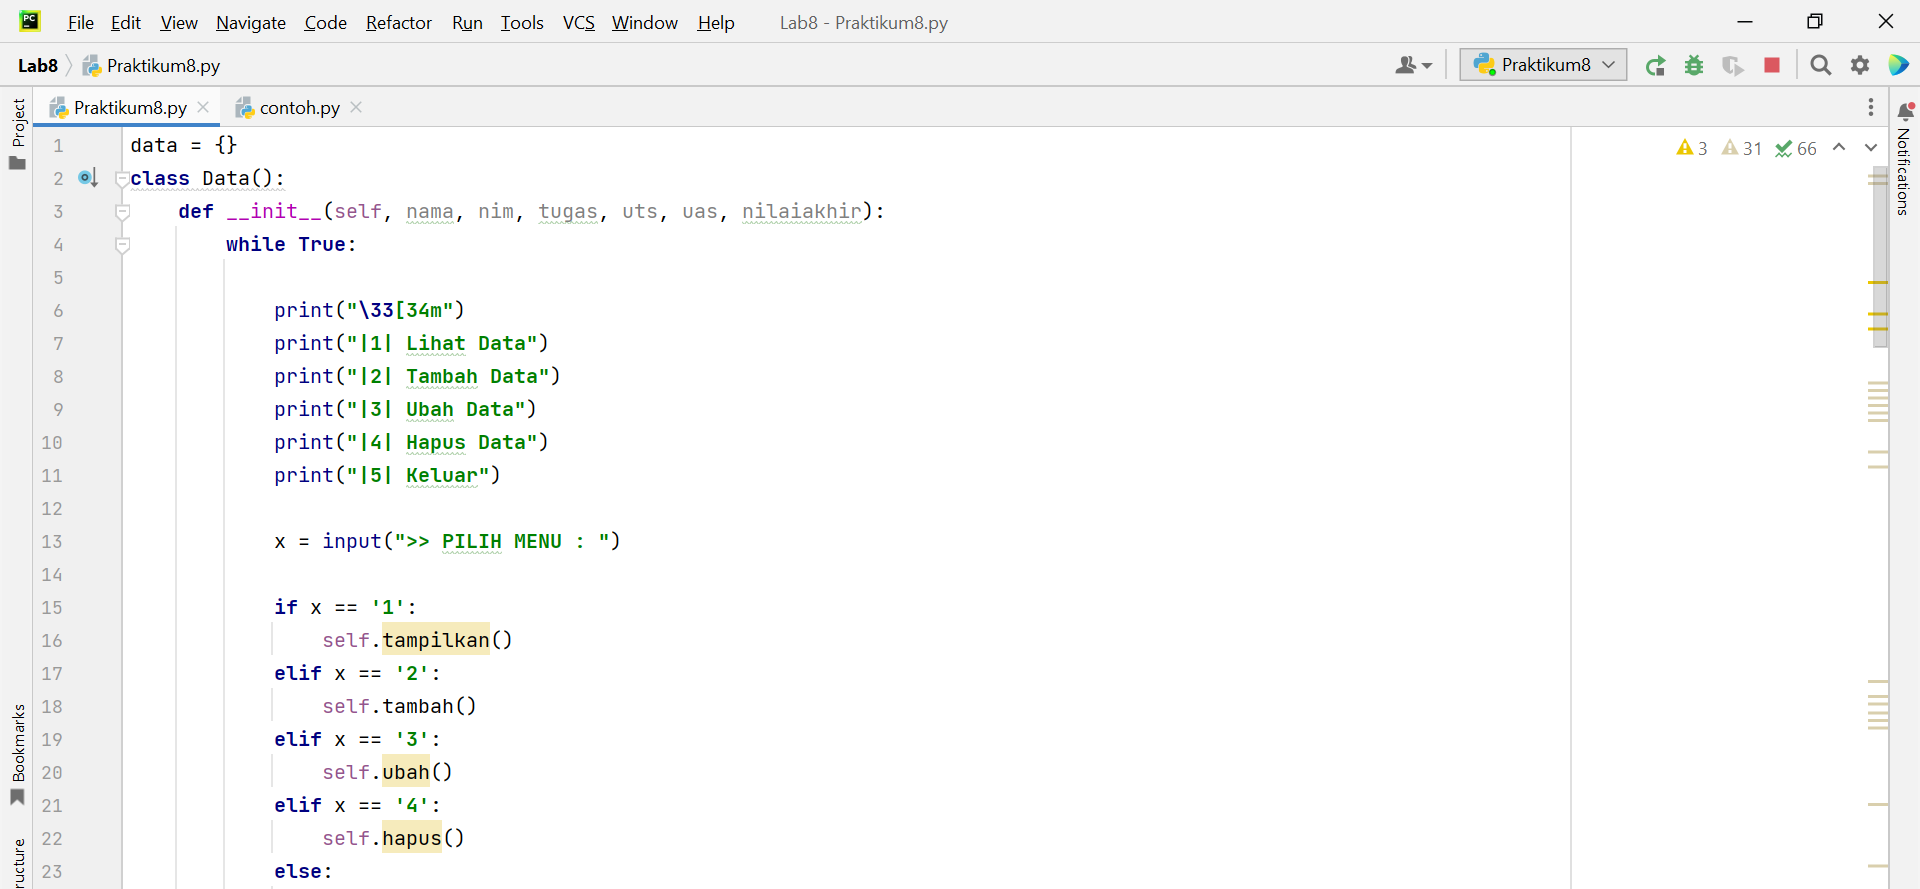 PC
File Edit View Navigate Code Refactor Run Tools VCS Window Help Lab8 - Praktikum8.py
Lab8 Praktikum8.py
Praktikum8
Project
Praktikum8.py
contoh.py
Notifications
3 31 66
1 data = {}
2 class Data():
3 def __init__(self, nama, nim, tugas, uts, uas, nilaiakhir):
4 while True:
5
6 print("\33[34m")
7 print("|1| Lihat Data")
8 print("|2| Tambah Data")
9 print("|3| Ubah Data")
10 print("|4| Hapus Data")
11 print("|5| Keluar")
12
13 x = input(">> PILIH MENU : ")
14
15 if x == '1':
16 self.tampilkan()
17 elif x == '2':
18 self.tambah()
19 elif x == '3':
20 self.ubah()
21 elif x == '4':
22 self.hapus()
23 else:
Bookmarks
ructure